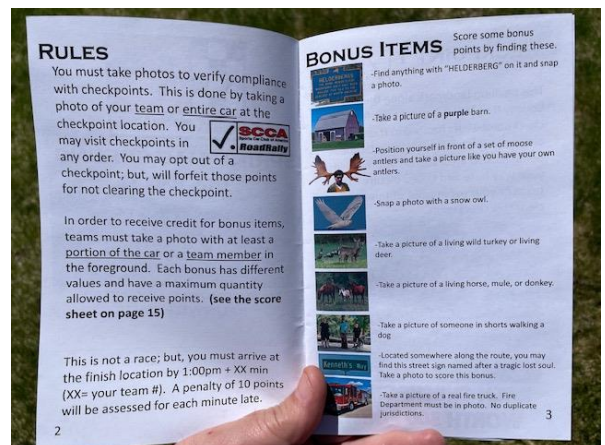 RULES
You must take photos to verify compliance
with checkpoints. This is done by taking a
photo of your team or entire car at the
checkpoint location. You
may visit checkpoints in
any order. You may opt out of a
checkpoint; but, will forfeit those points
for not clearing the checkpoint.
SCCA
Sports Car Club of America
RoadRally
In order to receive credit for bonus items,
teams must take a photo with at least a
portion of the car or a team member in
the foreground. Each bonus has different
values and have a maximum quantity
allowed to receive points. (see the score
sheet on page 15)
This is not a race; but, you must arrive at
the finish location by 1:00pm + XX min
(XX= your team #). A penalty of 10 points
will be assessed for each minute late.
2
BONUS ITEMS
Score some bonus
points by finding these.
HELDERBERG
-Find anything with "HELDERBERG" on it and snap
a photo.
-Take a picture of a purple barn.
-Position yourself in front of a set of moose
antlers and take a picture like you have your own
antlers.
-Snap a photo with a snow owl.
-Take a picture of a living wild turkey or living
deer.
-Take a picture of a living horse, mule, or donkey.
-Take a picture of someone in shorts walking a
dog
Kenneth's Way
-Located somewhere along the route, you may
find this street sign named after a tragic lost soul.
Take a photo to score this bonus.
-Take a picture of a real fire truck. Fire
Department must be in photo. No duplicate
jurisdictions.
3